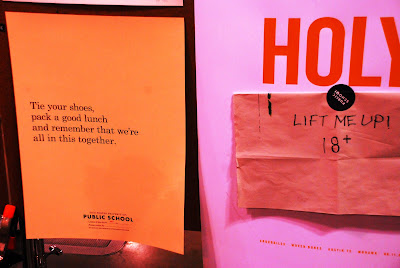 Tie your shoes,
pack a good lunch
and remember that we're
all in this together.
PUBLIC SCHOOL
HOLY
LIFT ME UP!
18+